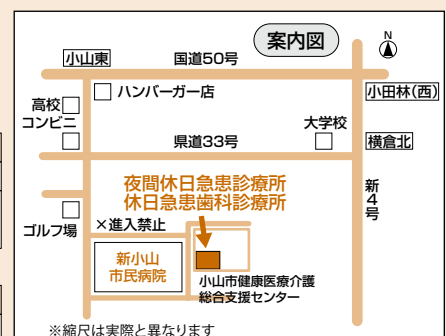 案内図
N
小山東
国道50号
ハンバーガー店
小田林(西)
高校
コンビニ
大学校
県道33号
横倉北
夜間休日急患診療所
休日急患歯科診療所
新4号
ゴルフ場
×進入禁止
新小山
市民病院
小山市健康医療介護
総合支援センター
※縮尺は実際と異なります